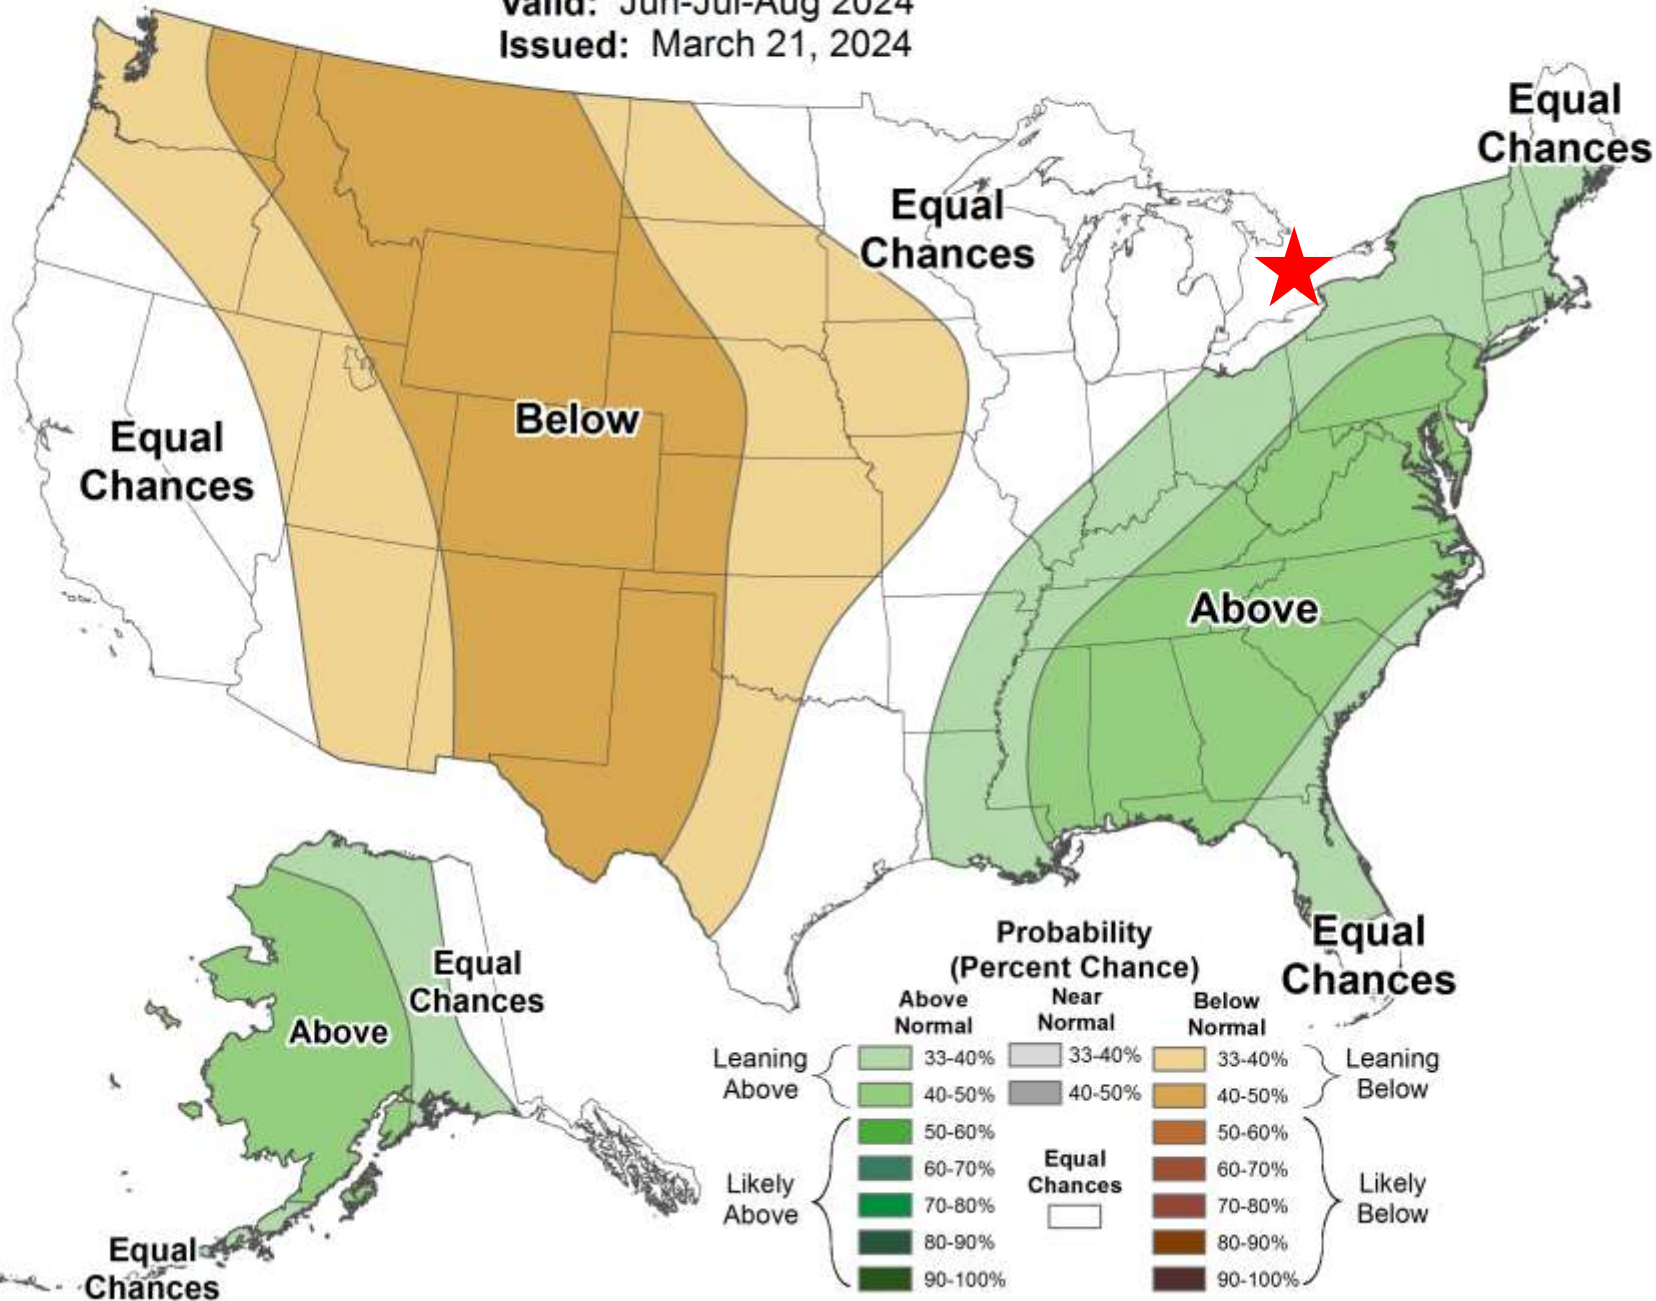 Valid: Jun-Jul-Aug 2024
Issued: March 21, 2024
Equal
Chances
Equal
Chances
Equal
Chances
Below
Above
Equal
Chances
Above
Equal
Chances
Equal
Chances
Probability
(Percent Chance)
Above
Normal
Near
Normal
Below
Normal
Leaning
Above
33-40%
40-50%
33-40%
40-50%
33-40%
40-50%
Leaning
Below
Likely
Above
50-60%
60-70%
70-80%
80-90%
90-100%
Equal
Chances
50-60%
60-70%
70-80%
80-90%
90-100%
Likely
Below